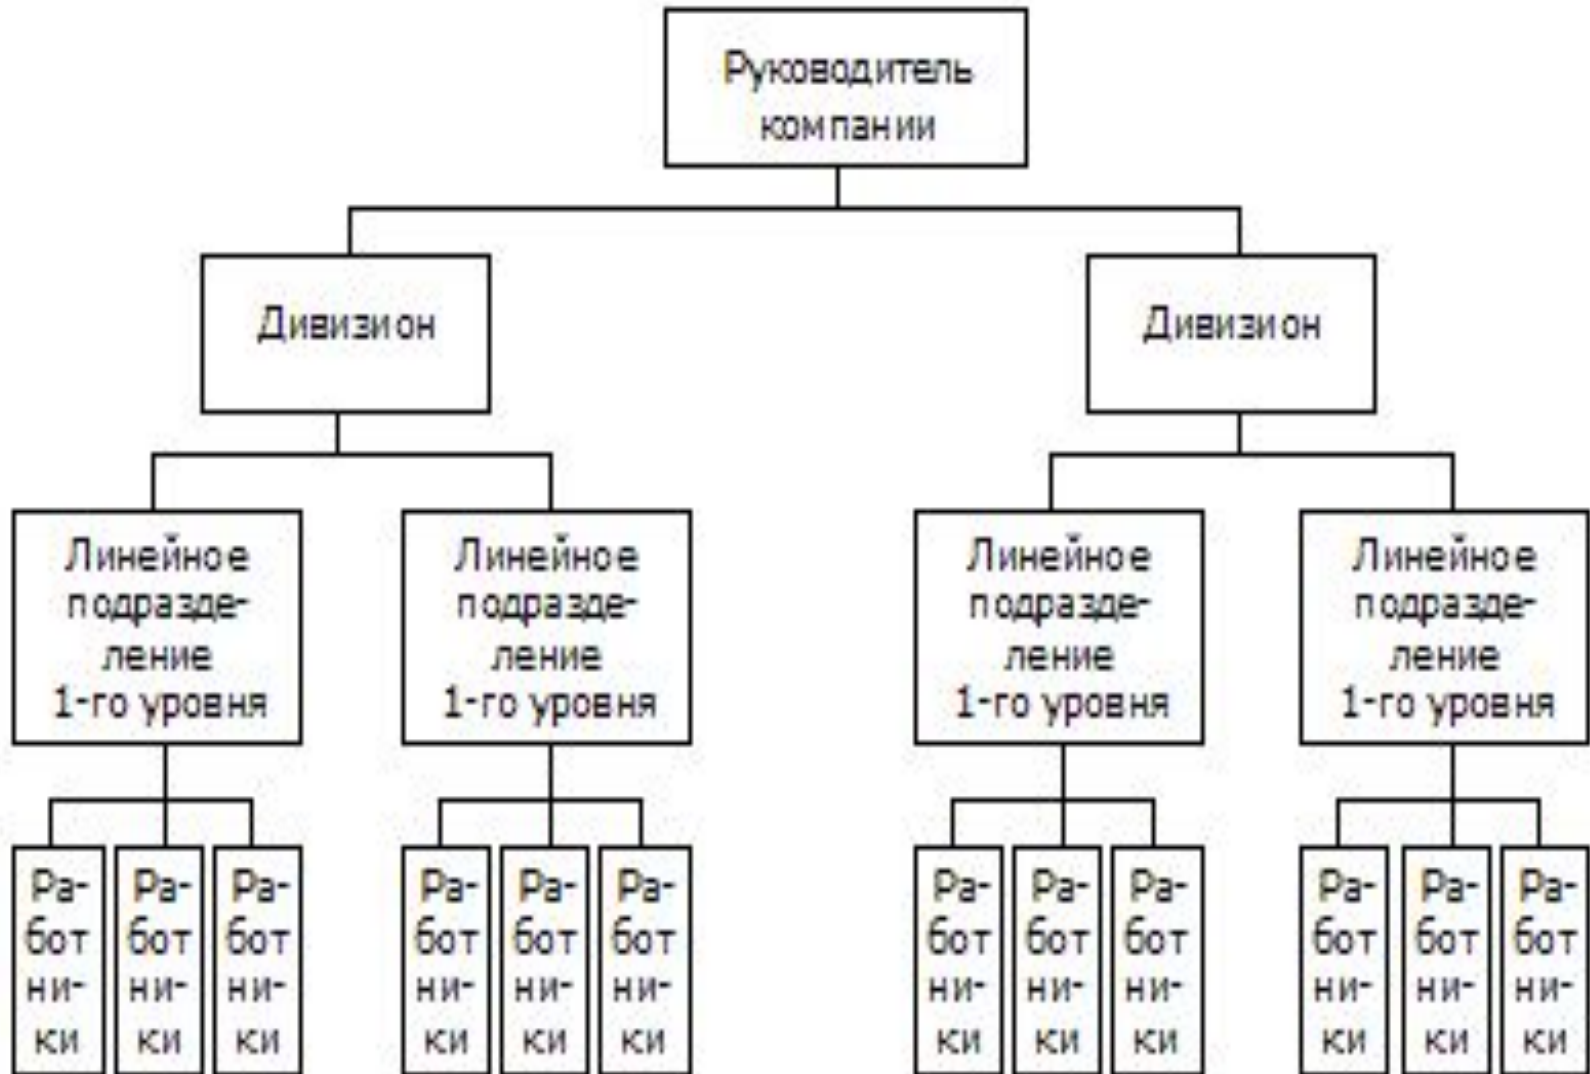 Руководитель
компании
Дивизион
Дивизион
Линейное
подразде-
ление
1-го уровня
Линейное
подразде-
ление
1-го уровня
Линейное
подразде-
ление
1-го уровня
Линейное
подразде-
ление
1-го уровня
Ра-
бот
ни-
ки
Ра-
бот
ни-
ки
Ра-
бот
ни-
ки
Ра-
бот
ни-
ки
Ра-
бот
ни-
ки
Ра-
бот
ни-
ки
Ра-
бот
ни-
ки
Ра-
бот
ни-
ки
Ра-
бот
ни-
ки
Ра-
бот
ни-
ки
Ра-
бот
ни-
ки
Ра-
бот
ни-
ки